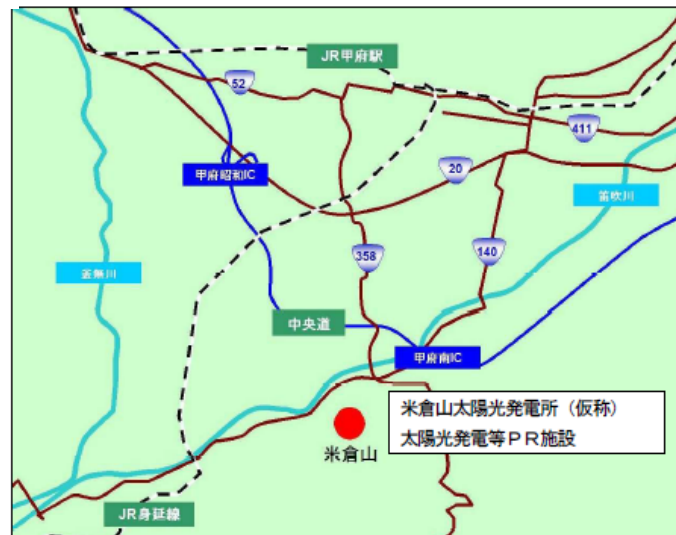 JR甲府駅
52
411
甲府昭和IC
20
笛吹川
釜無川
358
140
中央道
甲府南IC
米倉山太陽光発電所（仮称）
太陽光発電等ＰＲ施設
米倉山
JR身延線